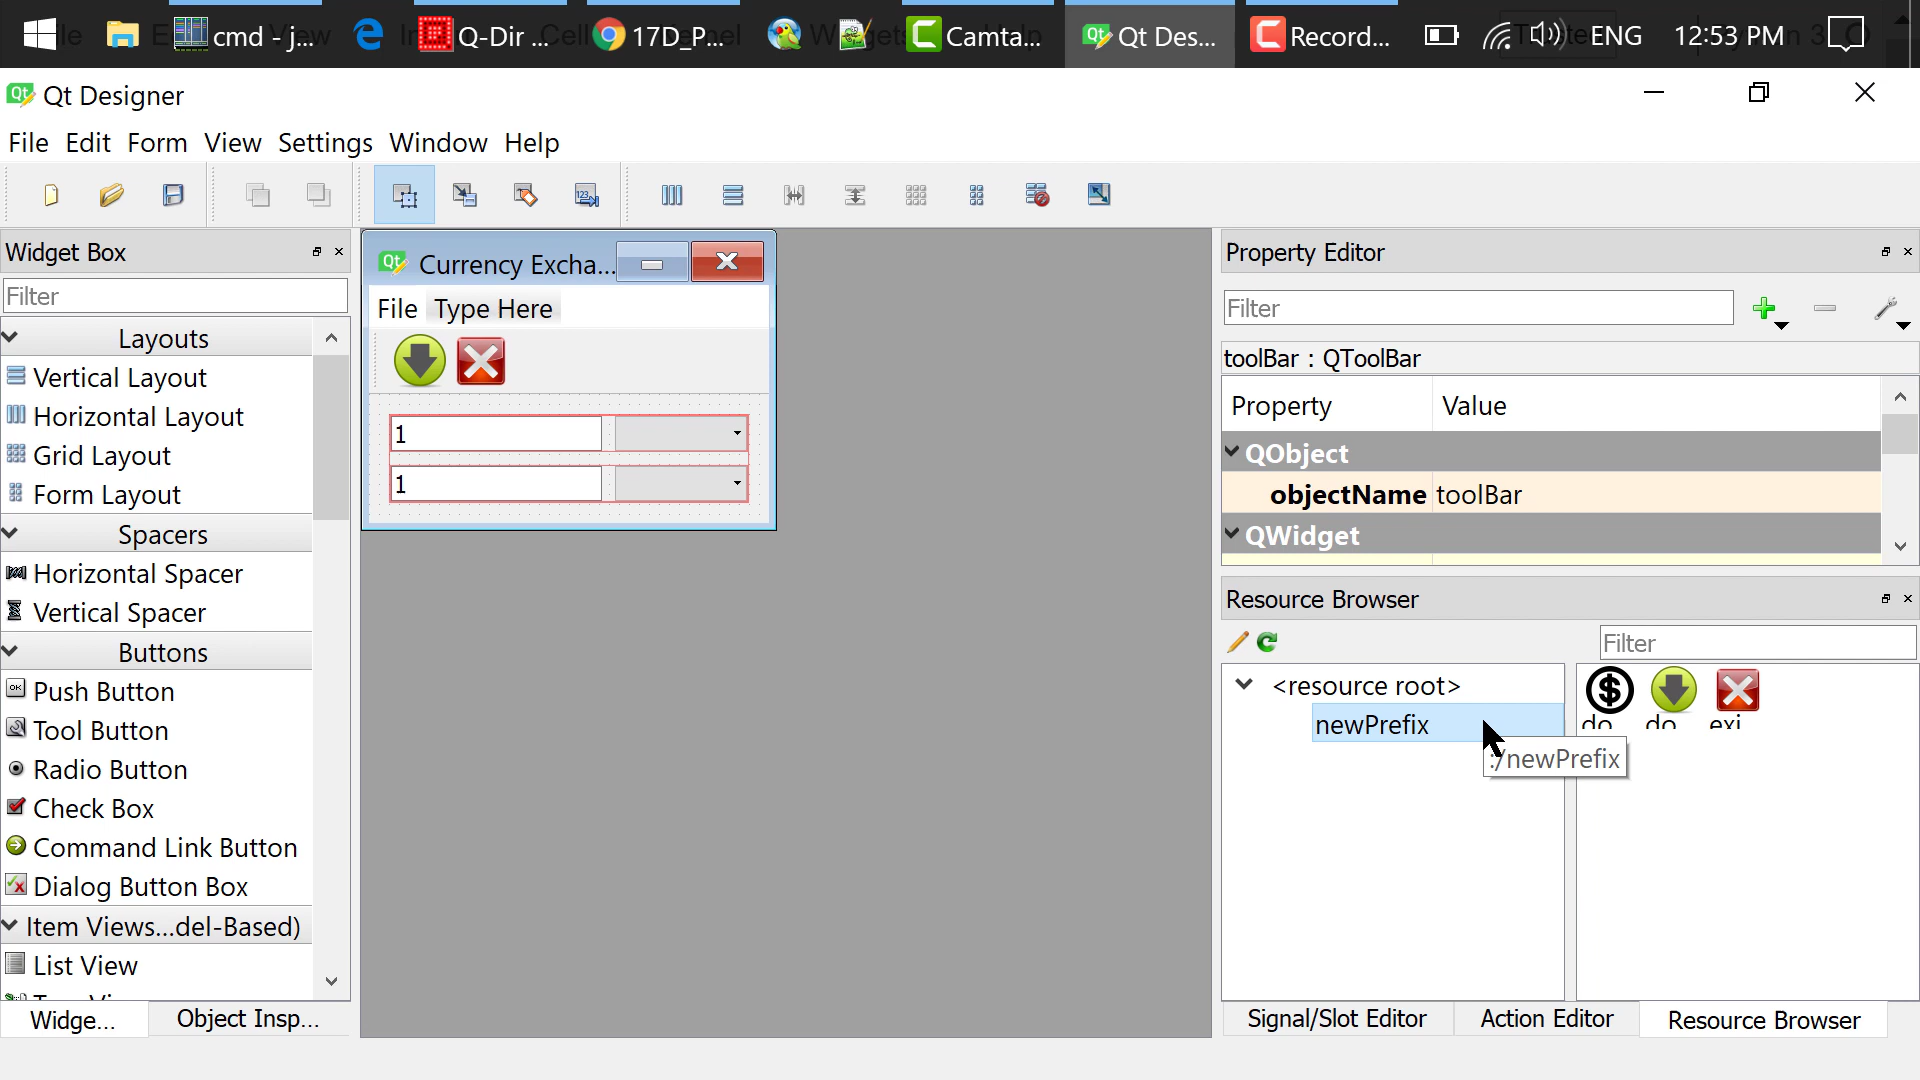 cmd - j...
Q-Dir ...
17D_P...
Camta...
Qt Des...
Record...
ENG
12:53 PM
Qt Designer
File Edit Form View Settings Window Help
Widget Box
Filter
Layouts
Vertical Layout
Horizontal Layout
Grid Layout
Form Layout
Spacers
Horizontal Spacer
Vertical Spacer
Buttons
Push Button
Tool Button
Radio Button
Check Box
Command Link Button
Dialog Button Box
Item Views...del-Based)
List View
Widge...
Object Insp...
Qt Currency Excha...
File Type Here
1
1
Property Editor
Filter
toolBar : QToolBar
Property Value
QObject
objectName toolBar
QWidget
Resource Browser
Filter
<resource root>
newPrefix
:/newPrefix
do
do
exi
Signal/Slot Editor
Action Editor
Resource Browser